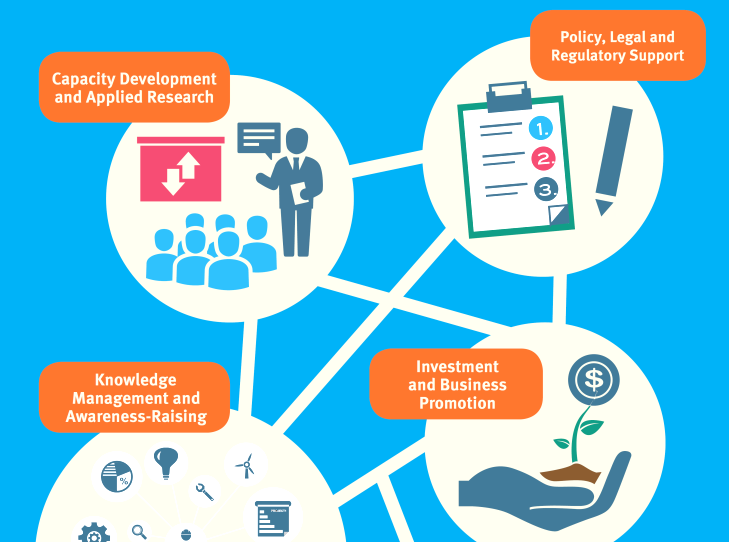 Policy, Legal and
Regulatory Support
Capacity Development
and Applied Research
1.
2.
3.
$
Investment
and Business
Promotion
Knowledge
Management and
Awareness-Raising
%